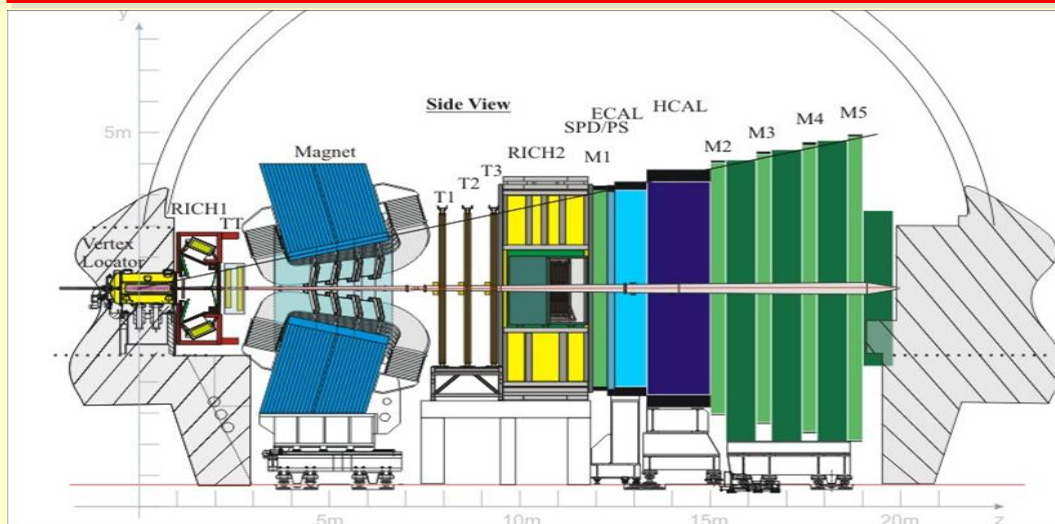 y
5m
Side View
Magnet
RICH1
TT
Vertex
Locator
T1
T2
T3
RICH2
SPD/PS
M1
ECAL
HCAL
M2
M3
M4
M5
5m
10m
15m
20m
z